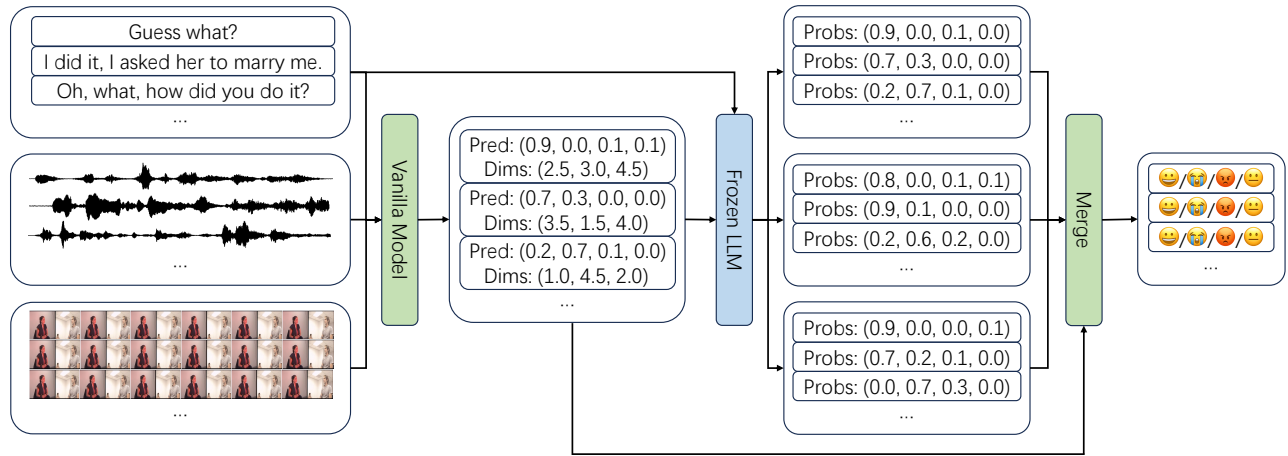 Guess what?
I did it, I asked her to marry me.
Oh, what, how did you do it?
...
...
...
Vanilla Model
Pred: (0.9, 0.0, 0.1, 0.1)
Dims: (2.5, 3.0, 4.5)
Pred: (0.7, 0.3, 0.0, 0.0)
Dims: (3.5, 1.5, 4.0)
Pred: (0.2, 0.7, 0.1, 0.0)
Dims: (1.0, 4.5, 2.0)
...
Frozen LLM
Probs: (0.9, 0.0, 0.1, 0.0)
Probs: (0.7, 0.3, 0.0, 0.0)
Probs: (0.2, 0.7, 0.1, 0.0)
...
Probs: (0.8, 0.0, 0.1, 0.1)
Probs: (0.9, 0.1, 0.0, 0.0)
Probs: (0.2, 0.6, 0.2, 0.0)
...
Probs: (0.9, 0.0, 0.0, 0.1)
Probs: (0.7, 0.2, 0.1, 0.0)
Probs: (0.0, 0.7, 0.3, 0.0)
...
Merge
😀/😭/😡/😐
😀/😭/😡/😐
😀/😭/😡/😐
...